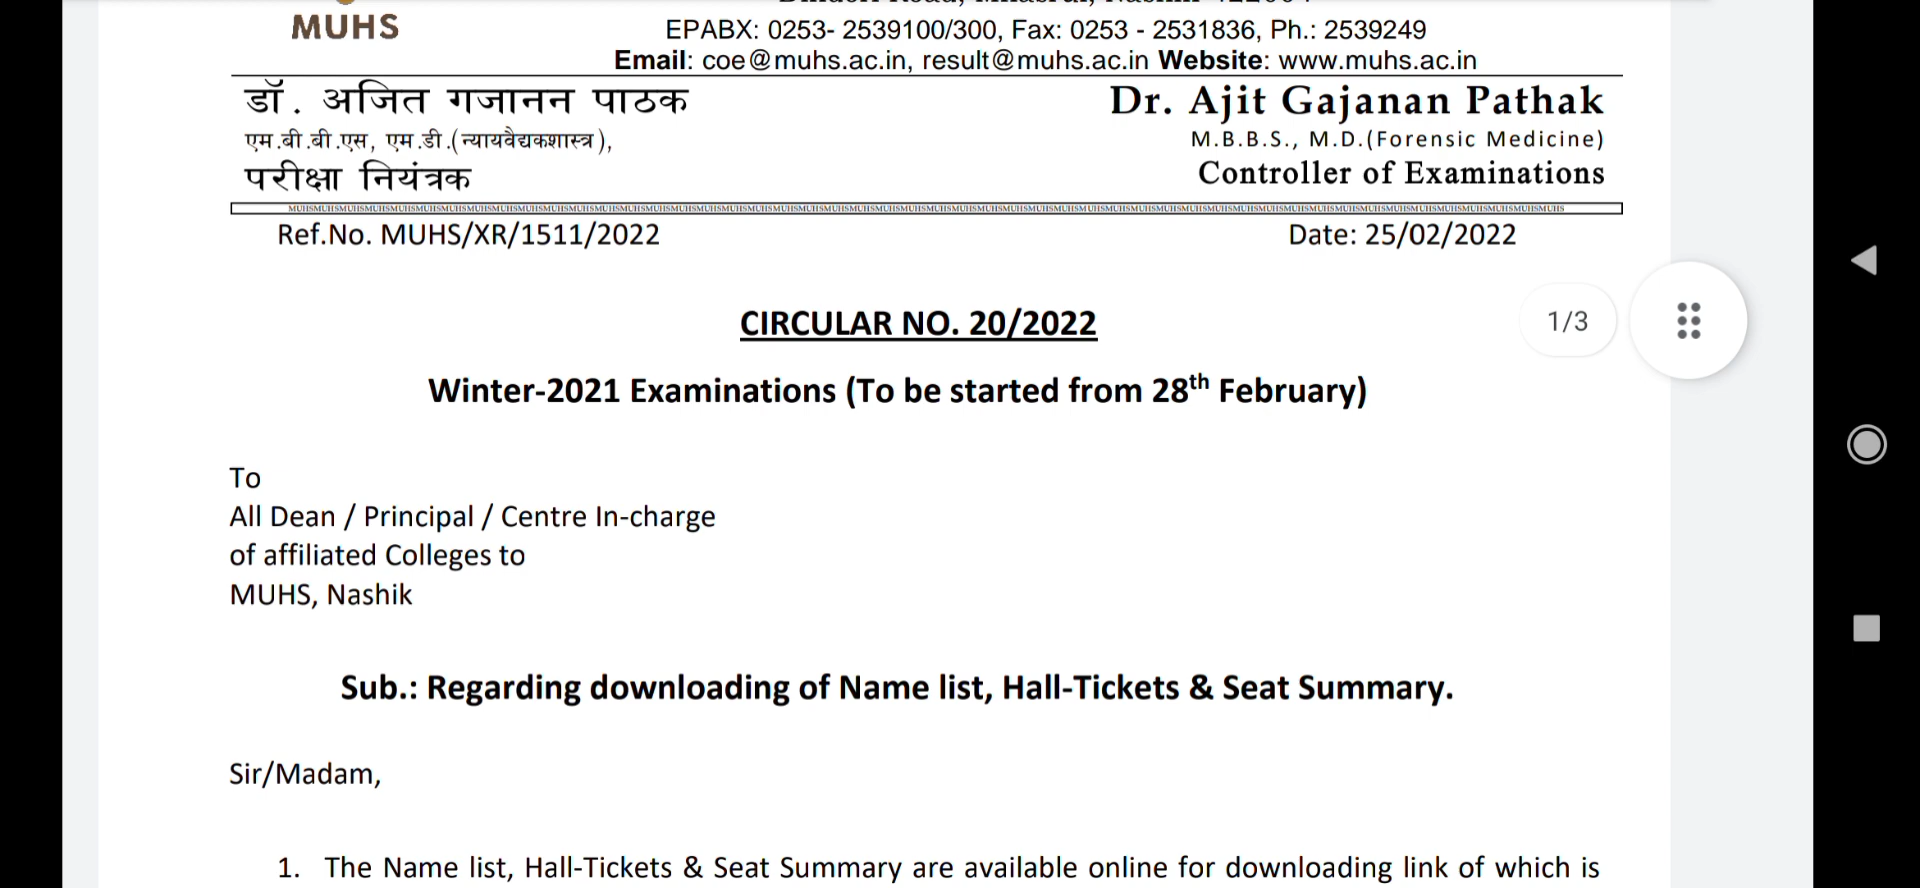 MUHS
EPABX: 0253- 2539100/300, Fax: 0253 - 2531836, Ph.: 2539249
Email: coe@muhs.ac.in, result@muhs.ac.in Website: www.muhs.ac.in
डॉ. अजित गजानन पाठक
एम.बी.बी.एस, एम.डी.(न्यायवैद्यकशास्त्र),
परीक्षा नियंत्रक
Dr. Ajit Gajanan Pathak
M.B.B.S., M.D.(Forensic Medicine)
Controller of Examinations
Ref.No. MUHS/XR/1511/2022
Date: 25/02/2022
CIRCULAR NO. 20/2022
1/3
Winter-2021 Examinations (To be started from 28th February)
To
All Dean / Principal / Centre In-charge
of affiliated Colleges to
MUHS, Nashik
Sub.: Regarding downloading of Name list, Hall-Tickets & Seat Summary.
Sir/Madam,
1. The Name list, Hall-Tickets & Seat Summary are available online for downloading link of which is